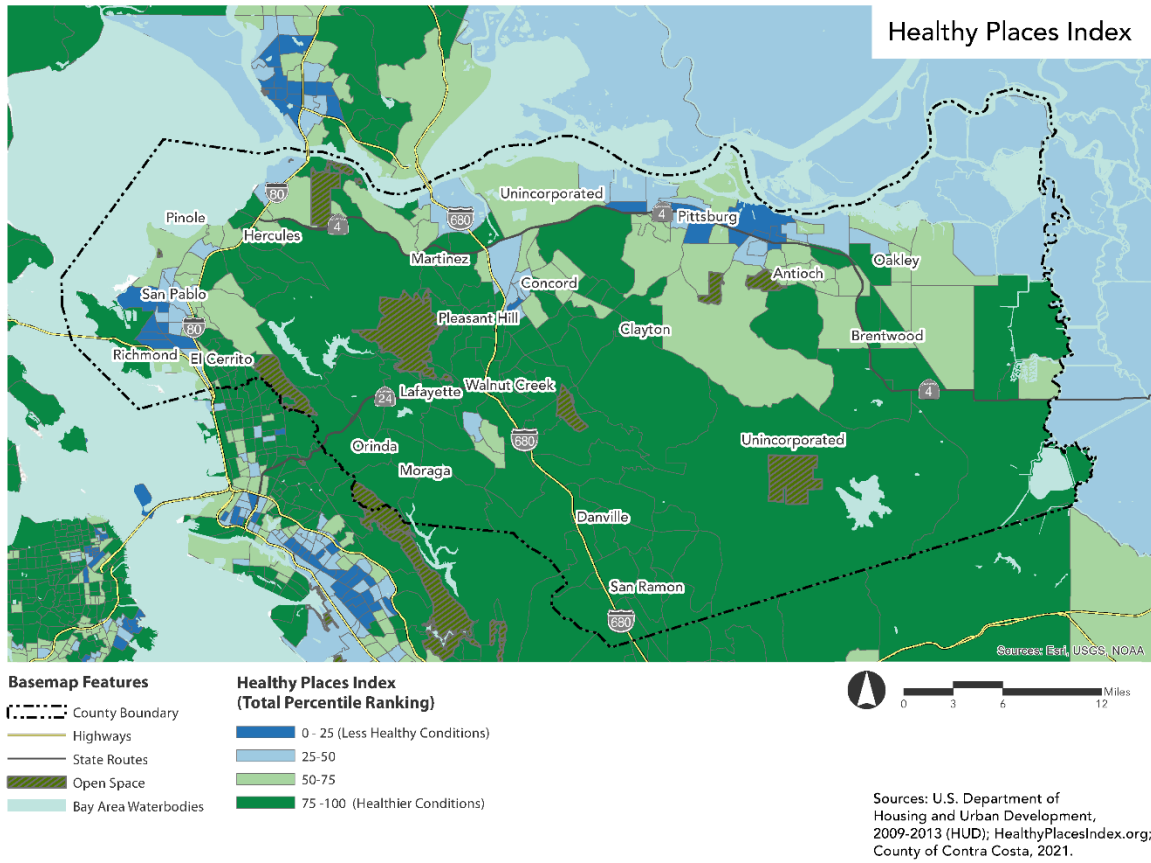 Healthy Places Index
Unincorporated
80
Pinole
680
4
Pittsburg
4
Hercules
Martinez
Oakley
Antioch
Concord
San Pablo
Pleasant Hill
80
Clayton
Brentwood
Richmond
El Cerrito
Walnut Creek
Lafayette
4
24
Orinda
680
Unincorporated
Moraga
Danville
San Ramon
680
Sources: Esri, USGS, NOAA
Basemap Features
County Boundary
Highways
State Routes
Open Space
Bay Area Waterbodies
Healthy Places Index
(Total Percentile Ranking)
0 - 25 (Less Healthy Conditions)
25-50
50-75
75 -100 (Healthier Conditions)
Miles
0 3 6 12
Sources: U.S. Department of
Housing and Urban Development,
2009-2013 (HUD); HealthyPlacesIndex.org;
County of Contra Costa, 2021.